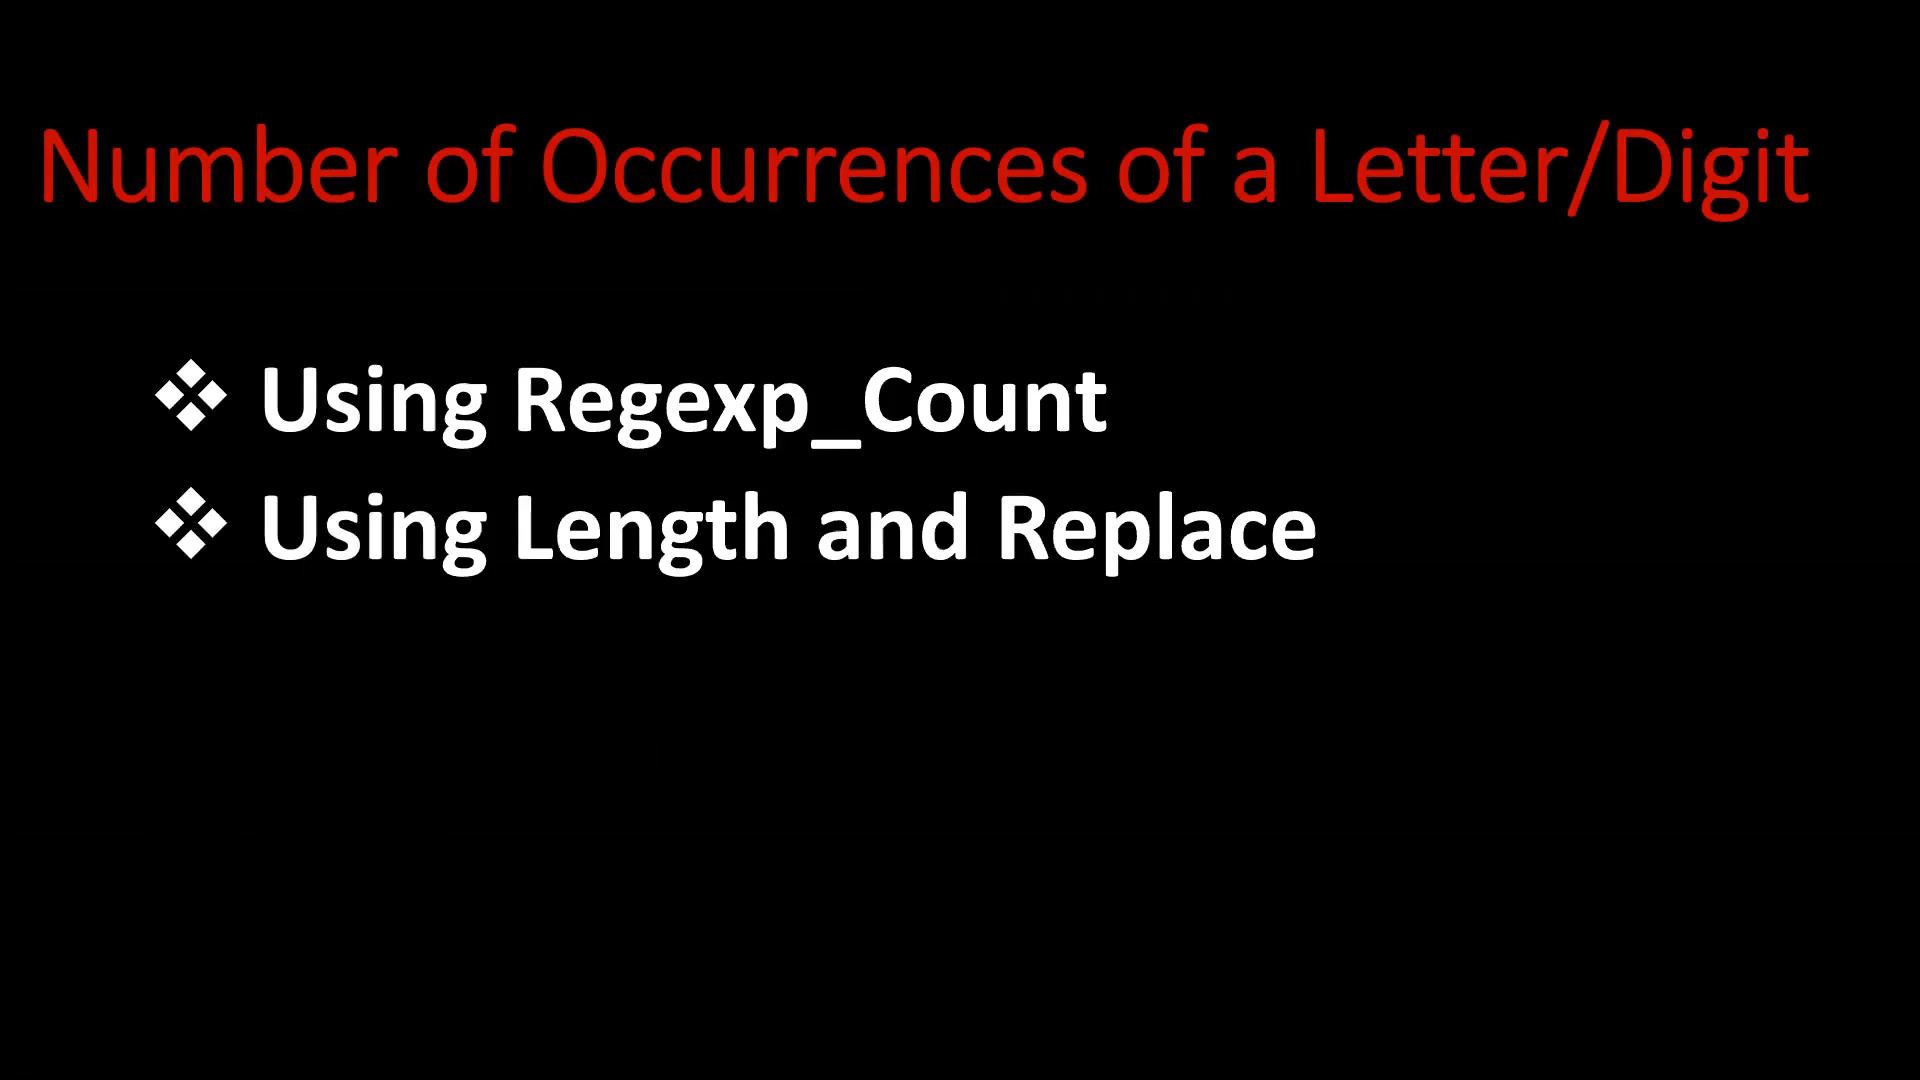 Number of Occurrences of a Letter/Digit
❖ Using Regexp_Count
❖ Using Length and Replace